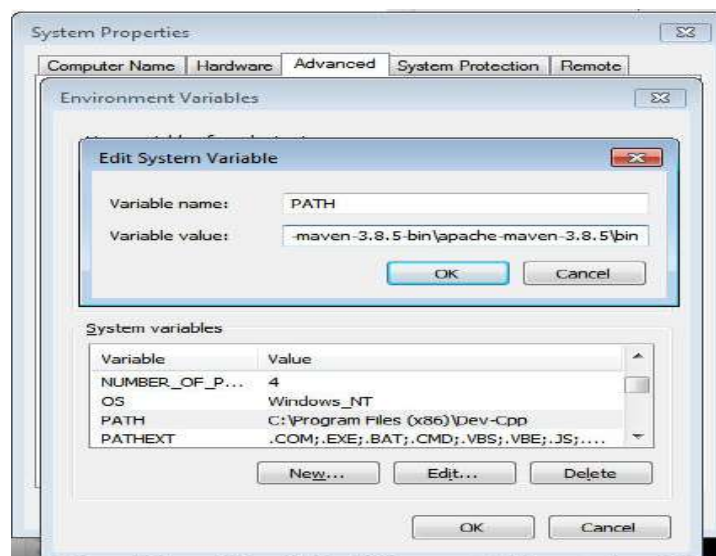 System Properties
Computer Name Hardware Advanced System Protection Remote
Environment Variables
Edit System Variable
Variable name: PATH
Variable value: -maven-3.8.5-bin\apache-maven-3.8.5\bin
OK Cancel
System variables
Variable Value
NUMBER_OF_P... 4
OS Windows_NT
PATH C:\Program Files (x86)\Dev-Cpp
PATHEXT .COM;.EXE;.BAT;.CMD;.VBS;.VBE;.JS;....
New... Edit... Delete
OK Cancel